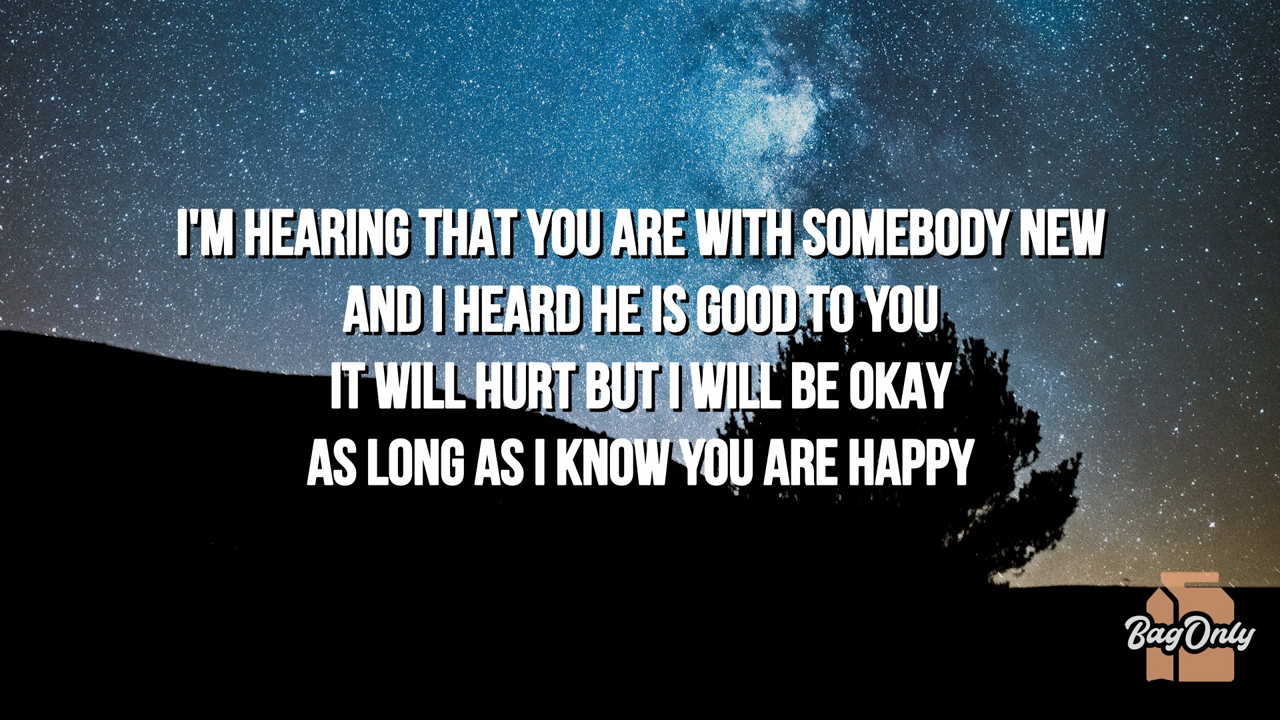 I'M HEARING THAT YOU ARE WITH SOMEBODY NEW
AND I HEARD HE IS GOOD TO YOU
IT WILL HURT BUT I WILL BE OKAY
AS LONG AS I KNOW YOU ARE HAPPY
BagOnly